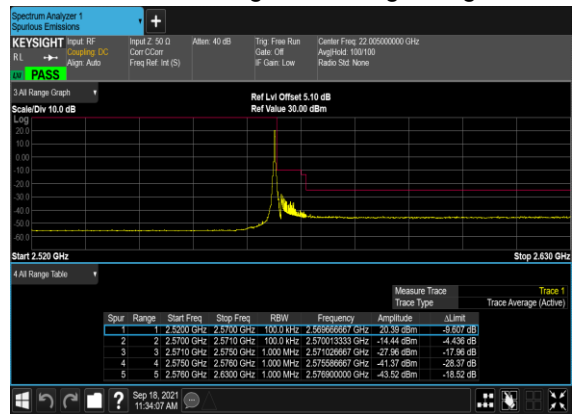 Spectrum Analyzer 1
Spurious Emissions
KEYSIGHT Input: RF Input Z: 50 Ω Atten: 40 dB Trig: Free Run Center Freq: 22.005000000 GHz
RL Coupling: DC Corr CCorr Gate: Off Avg|Hold: 100/100
Align: Auto Freq Ref: Int (S) IF Gain: Low Radio Std: None
PASS
3 All Range Graph
Ref Lvl Offset 5.10 dB
Scale/Div 10.0 dB Ref Value 30.00 dBm
Log
20.0
10.0
0.00
-10.0
-20.0
-30.0
-40.0
-50.0
-60.0
Start 2.520 GHz Stop 2.630 GHz
4 All Range Table
Measure Trace Trace 1
Trace Type Trace Average (Active)
Spur Range Start Freq Stop Freq RBW Frequency Amplitude ΔLimit
1 1 2.5200 GHz 2.5700 GHz 100.0 kHz 2.569666667 GHz 20.39 dBm -9.607 dB
2 2 2.5700 GHz 2.5710 GHz 100.0 kHz 2.570013333 GHz -14.44 dBm -4.436 dB
3 3 2.5710 GHz 2.5750 GHz 1.000 MHz 2.571026667 GHz -27.96 dBm -17.96 dB
4 4 2.5750 GHz 2.5760 GHz 1.000 MHz 2.575586667 GHz -41.37 dBm -28.37 dB
5 5 2.5760 GHz 2.6300 GHz 1.000 MHz 2.576900000 GHz -43.52 dBm -18.52 dB
Sep 18, 2021
11:34:07 AM